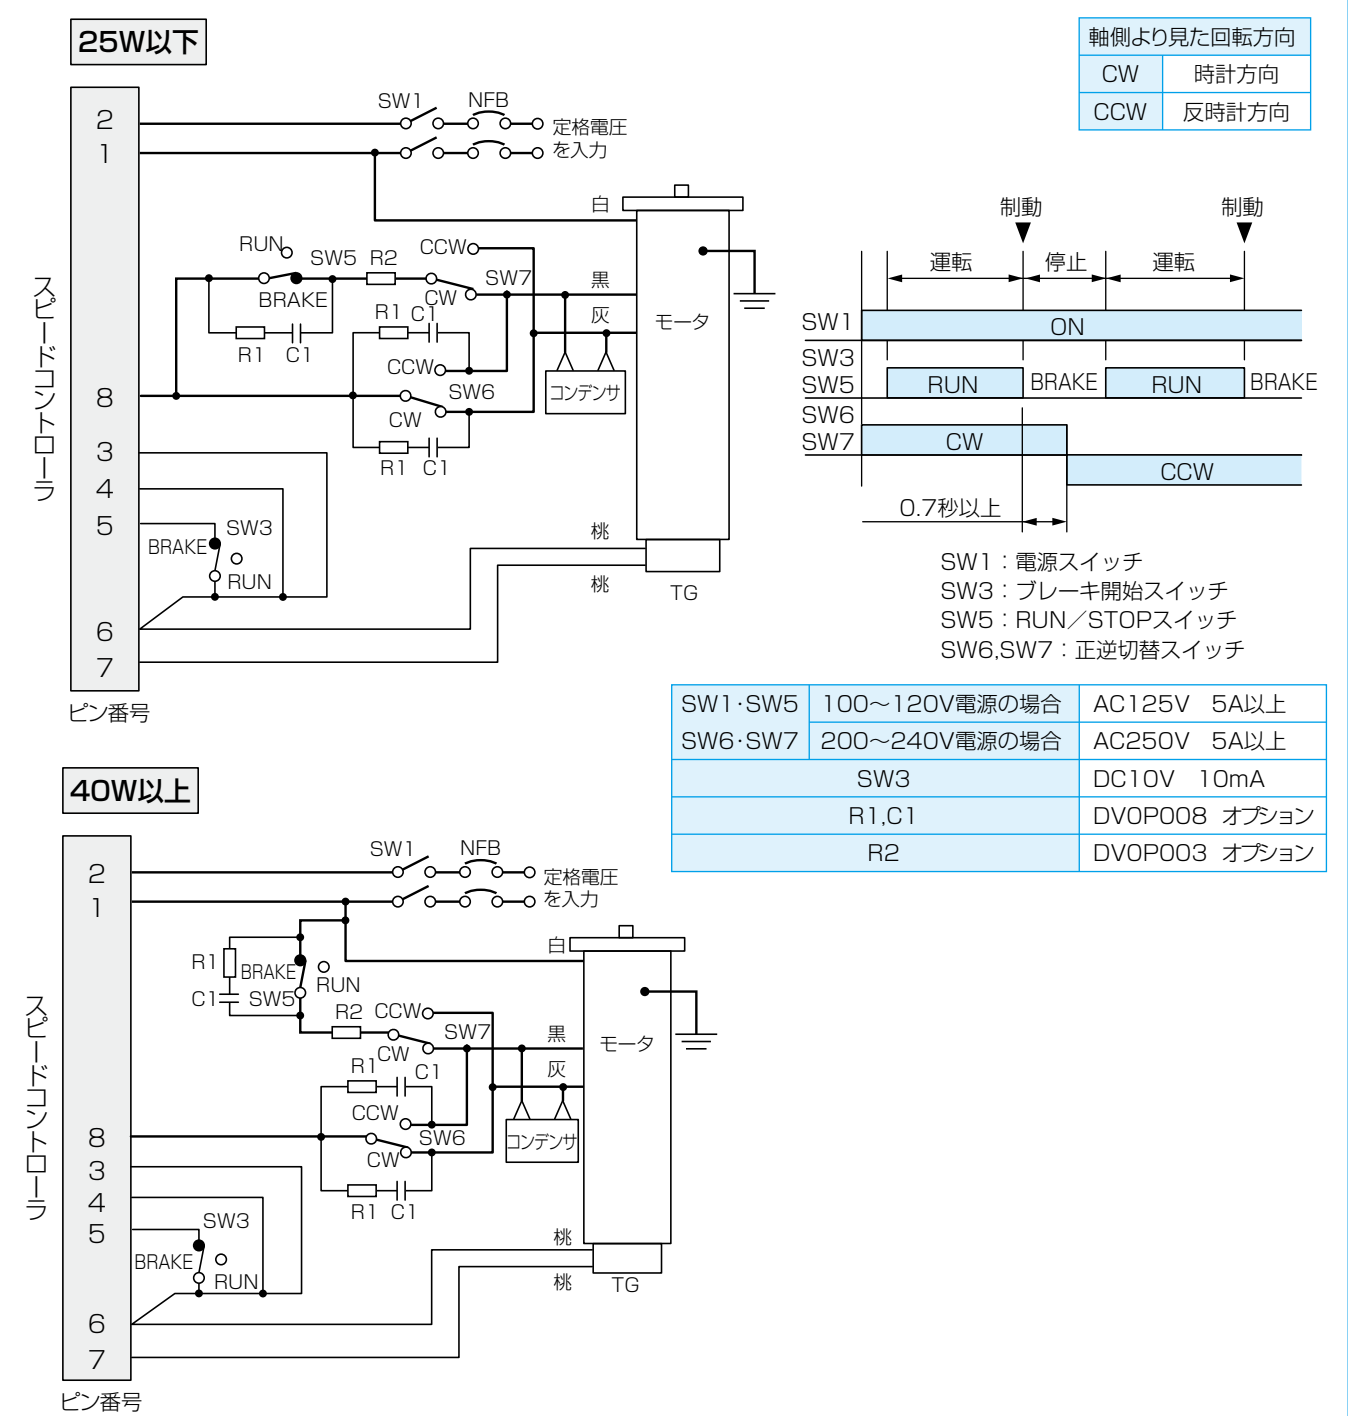 25W以下
軸側より見た回転方向
CW 時計方向
CCW 反時計方向
2
1
SW1 NFB
定格電圧
を入力
白
RUN
SW5 R2
CCW
SW7
BRAKE
CW
黒
R1 C1
R1 C1
灰
モータ
CCW
SW6
コンデンサ
8
CW
R1 C1
3
4
5
SW3
BRAKE
RUN
桃
桃
TG
6
7
スピードコントローラ
ピン番号
制動 制動
運転 停止 運転
SW1 ON
SW3
SW5 RUN BRAKE RUN BRAKE
SW6
SW7 CW
CCW
0.7秒以上
SW1：電源スイッチ
SW3：ブレーキ開始スイッチ
SW5：RUN／STOPスイッチ
SW6,SW7：正逆切替スイッチ
SW1·SW5 100〜120V電源の場合 AC125V 5A以上
SW6·SW7 200〜240V電源の場合 AC250V 5A以上
SW3 DC10V 10mA
R1,C1 DV0P008 オプション
R2 DV0P003 オプション
40W以上
2
1
SW1 NFB
定格電圧
を入力
白
R1
BRAKE
RUN
C1 SW5
R2 CCW
SW7
CW
黒
R1 C1
灰
モータ
CCW
SW6
コンデンサ
8
CW
R1 C1
3
4
5
SW3
BRAKE
RUN
桃
桃
TG
6
7
スピードコントローラ
ピン番号